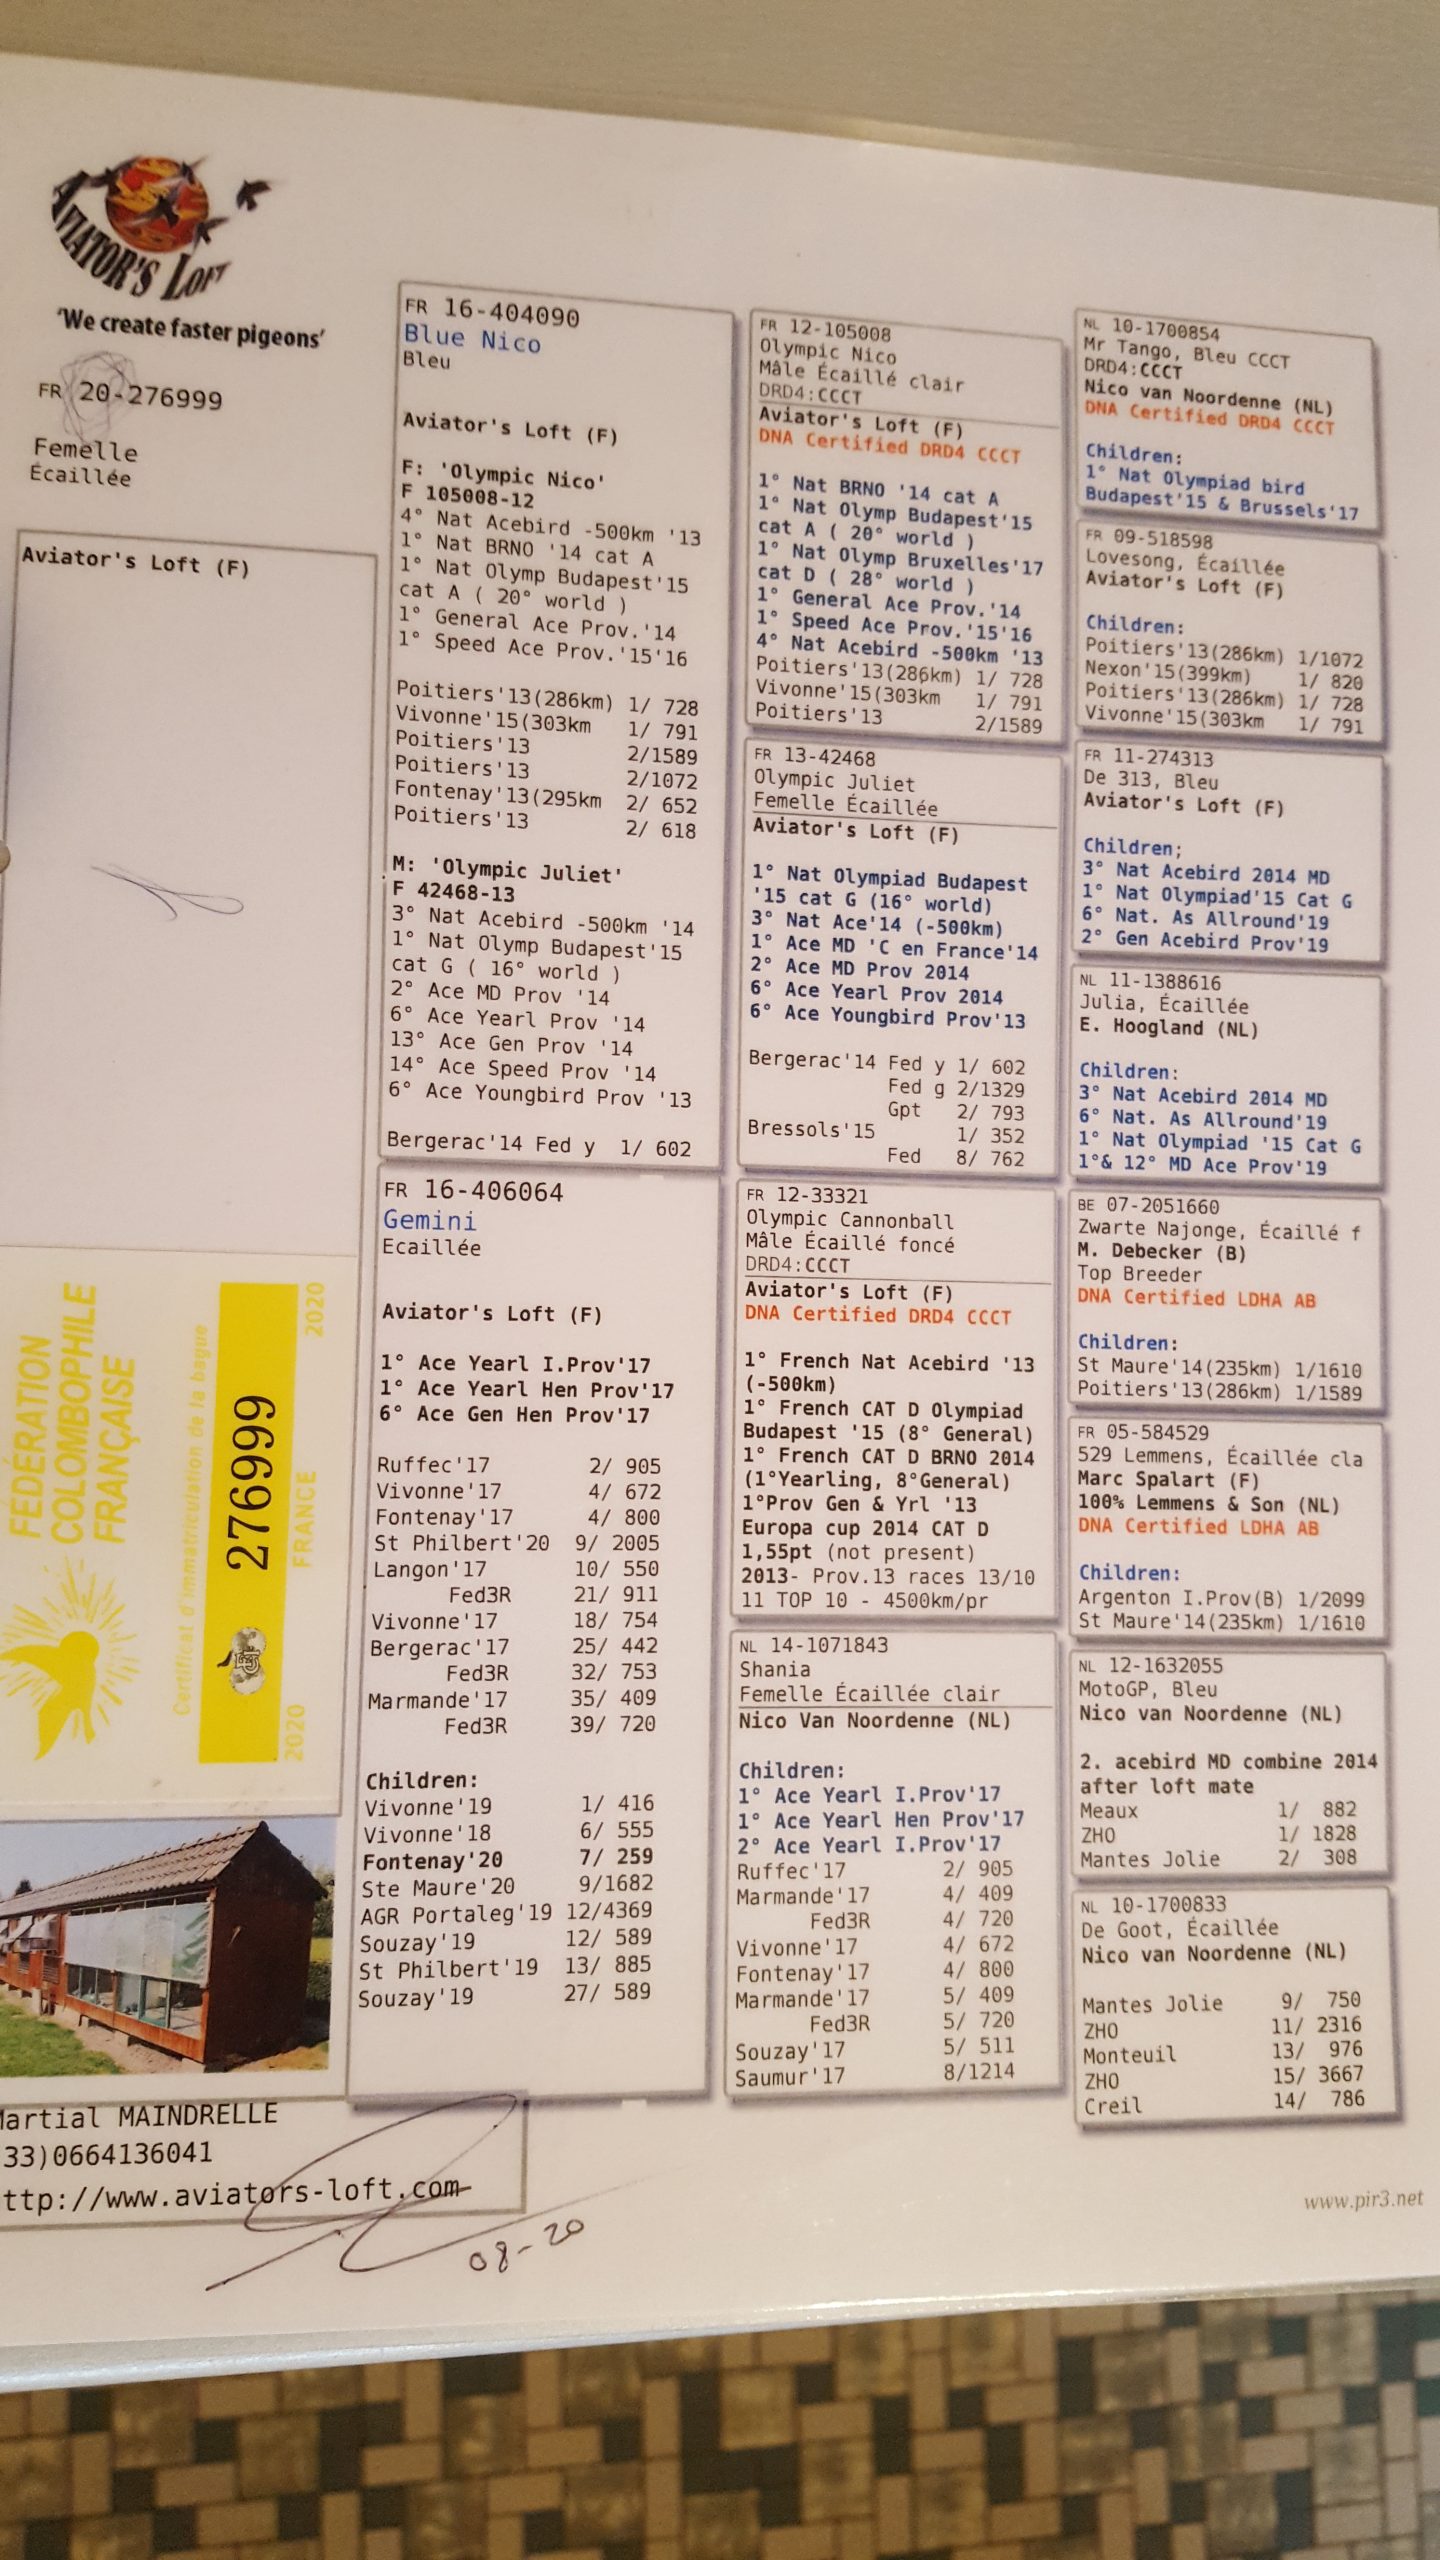 AVIATOR'S LOFT
'We create faster pigeons'
FR 20-276999
Femelle
Écaillée
Aviator's Loft (F)
FÉDÉRATION
COLOMBOPHILE
FRANÇAISE
Certificat d'immatriculation de la bague
2020
276999
2020 FRANCE
Martial MAINDRELLE
33)0664136041
ttp://www.aviators-loft.com
08-20
FR 16-404090
Blue Nico
Bleu
Aviator's Loft (F)
F: 'Olympic Nico'
F 105008-12
4° Nat Acebird -500km '13
1° Nat BRNO '14 cat A
1° Nat Olymp Budapest'15
cat A ( 20° world )
1° General Ace Prov.'14
1° Speed Ace Prov.'15'16
Poitiers'13(286km) 1/ 728
Vivonne'15(303km 1/ 791
Poitiers'13 2/1589
Poitiers'13 2/1072
Fontenay'13(295km 2/ 652
Poitiers'13 2/ 618
M: 'Olympic Juliet'
F 42468-13
3° Nat Acebird -500km '14
1° Nat Olymp Budapest'15
cat G ( 16° world )
2° Ace MD Prov '14
6° Ace Yearl Prov '14
13° Ace Gen Prov '14
14° Ace Speed Prov '14
6° Ace Youngbird Prov '13
Bergerac'14 Fed y 1/ 602
FR 16-406064
Gemini
Ecaillée
Aviator's Loft (F)
1° Ace Yearl I.Prov'17
1° Ace Yearl Hen Prov'17
6° Ace Gen Hen Prov'17
Ruffec'17 2/ 905
Vivonne'17 4/ 672
Fontenay'17 4/ 800
St Philbert'20 9/ 2005
Langon'17 10/ 550
Fed3R 21/ 911
Vivonne'17 18/ 754
Bergerac'17 25/ 442
Fed3R 32/ 753
Marmande'17 35/ 409
Fed3R 39/ 720
Children:
Vivonne'19 1/ 416
Vivonne'18 6/ 555
Fontenay'20 7/ 259
Ste Maure'20 9/1682
AGR Portaleg'19 12/4369
Souzay'19 12/ 589
St Philbert'19 13/ 885
Souzay'19 27/ 589
FR 12-105008
Olympic Nico
Mâle Écaillé clair
DRD4:CCCT
Aviator's Loft (F)
DNA Certified DRD4 CCCT
1° Nat BRNO '14 cat A
1° Nat Olymp Budapest'15
cat A ( 20° world )
1° Nat Olymp Bruxelles'17
cat D ( 28° world )
1° General Ace Prov.'14
1° Speed Ace Prov.'15'16
4° Nat Acebird -500km '13
Poitiers'13(286km) 1/ 728
Vivonne'15(303km 1/ 791
Poitiers'13 2/1589
FR 13-42468
Olympic Juliet
Femelle Écaillée
Aviator's Loft (F)
1° Nat Olympiad Budapest
'15 cat G (16° world)
3° Nat Ace'14 (-500km)
1° Ace MD 'C en France'14
2° Ace MD Prov 2014
6° Ace Yearl Prov 2014
6° Ace Youngbird Prov'13
Bergerac'14 Fed y 1/ 602
Fed g 2/1329
Gpt 2/ 793
Bressols'15 1/ 352
Fed 8/ 762
FR 12-33321
Olympic Cannonball
Mâle Écaillé foncé
DRD4:CCCT
Aviator's Loft (F)
DNA Certified DRD4 CCCT
1° French Nat Acebird '13
(-500km)
1° French CAT D Olympiad
Budapest '15 (8° General)
1° French CAT D BRNO 2014
(1°Yearling, 8°General)
1°Prov Gen & Yrl '13
Europa cup 2014 CAT D
1,55pt (not present)
2013- Prov.13 races 13/10
11 TOP 10 - 4500km/pr
NL 14-1071843
Shania
Femelle Écaillée clair
Nico Van Noordenne (NL)
Children:
1° Ace Yearl I.Prov'17
1° Ace Yearl Hen Prov'17
2° Ace Yearl I.Prov'17
Ruffec'17 2/ 905
Marmande'17 4/ 409
Fed3R 4/ 720
Vivonne'17 4/ 672
Fontenay'17 4/ 800
Marmande'17 5/ 409
Fed3R 5/ 720
Souzay'17 5/ 511
Saumur'17 8/1214
NL 10-1700854
Mr Tango, Bleu CCCT
DRD4:CCCT
Nico van Noordenne (NL)
DNA Certified DRD4 CCCT
Children:
1° Nat Olympiad bird
Budapest'15 & Brussels'17
FR 09-518598
Lovesong, Écaillée
Aviator's Loft (F)
Children:
Poitiers'13(286km) 1/1072
Nexon'15(399km) 1/ 820
Poitiers'13(286km) 1/ 728
Vivonne'15(303km 1/ 791
FR 11-274313
De 313, Bleu
Aviator's Loft (F)
Children;
3° Nat Acebird 2014 MD
1° Nat Olympiad'15 Cat G
6° Nat. As Allround'19
2° Gen Acebird Prov'19
NL 11-1388616
Julia, Écaillée
E. Hoogland (NL)
Children:
3° Nat Acebird 2014 MD
6° Nat. As Allround'19
1° Nat Olympiad '15 Cat G
1°& 12° MD Ace Prov'19
BE 07-2051660
Zwarte Najonge, Écaillé f
M. Debecker (B)
Top Breeder
DNA Certified LDHA AB
Children:
St Maure'14(235km) 1/1610
Poitiers'13(286km) 1/1589
FR 05-584529
529 Lemmens, Écaillée cla
Marc Spalart (F)
100% Lemmens & Son (NL)
DNA Certified LDHA AB
Children:
Argenton I.Prov(B) 1/2099
St Maure'14(235km) 1/1610
NL 12-1632055
MotoGP, Bleu
Nico van Noordenne (NL)
2. acebird MD combine 2014
after loft mate
Meaux 1/ 882
ZHO 1/ 1828
Mantes Jolie 2/ 308
NL 10-1700833
De Goot, Écaillée
Nico van Noordenne (NL)
Mantes Jolie 9/ 750
ZHO 11/ 2316
Monteuil 13/ 976
ZHO 15/ 3667
Creil 14/ 786
www.pir3.net